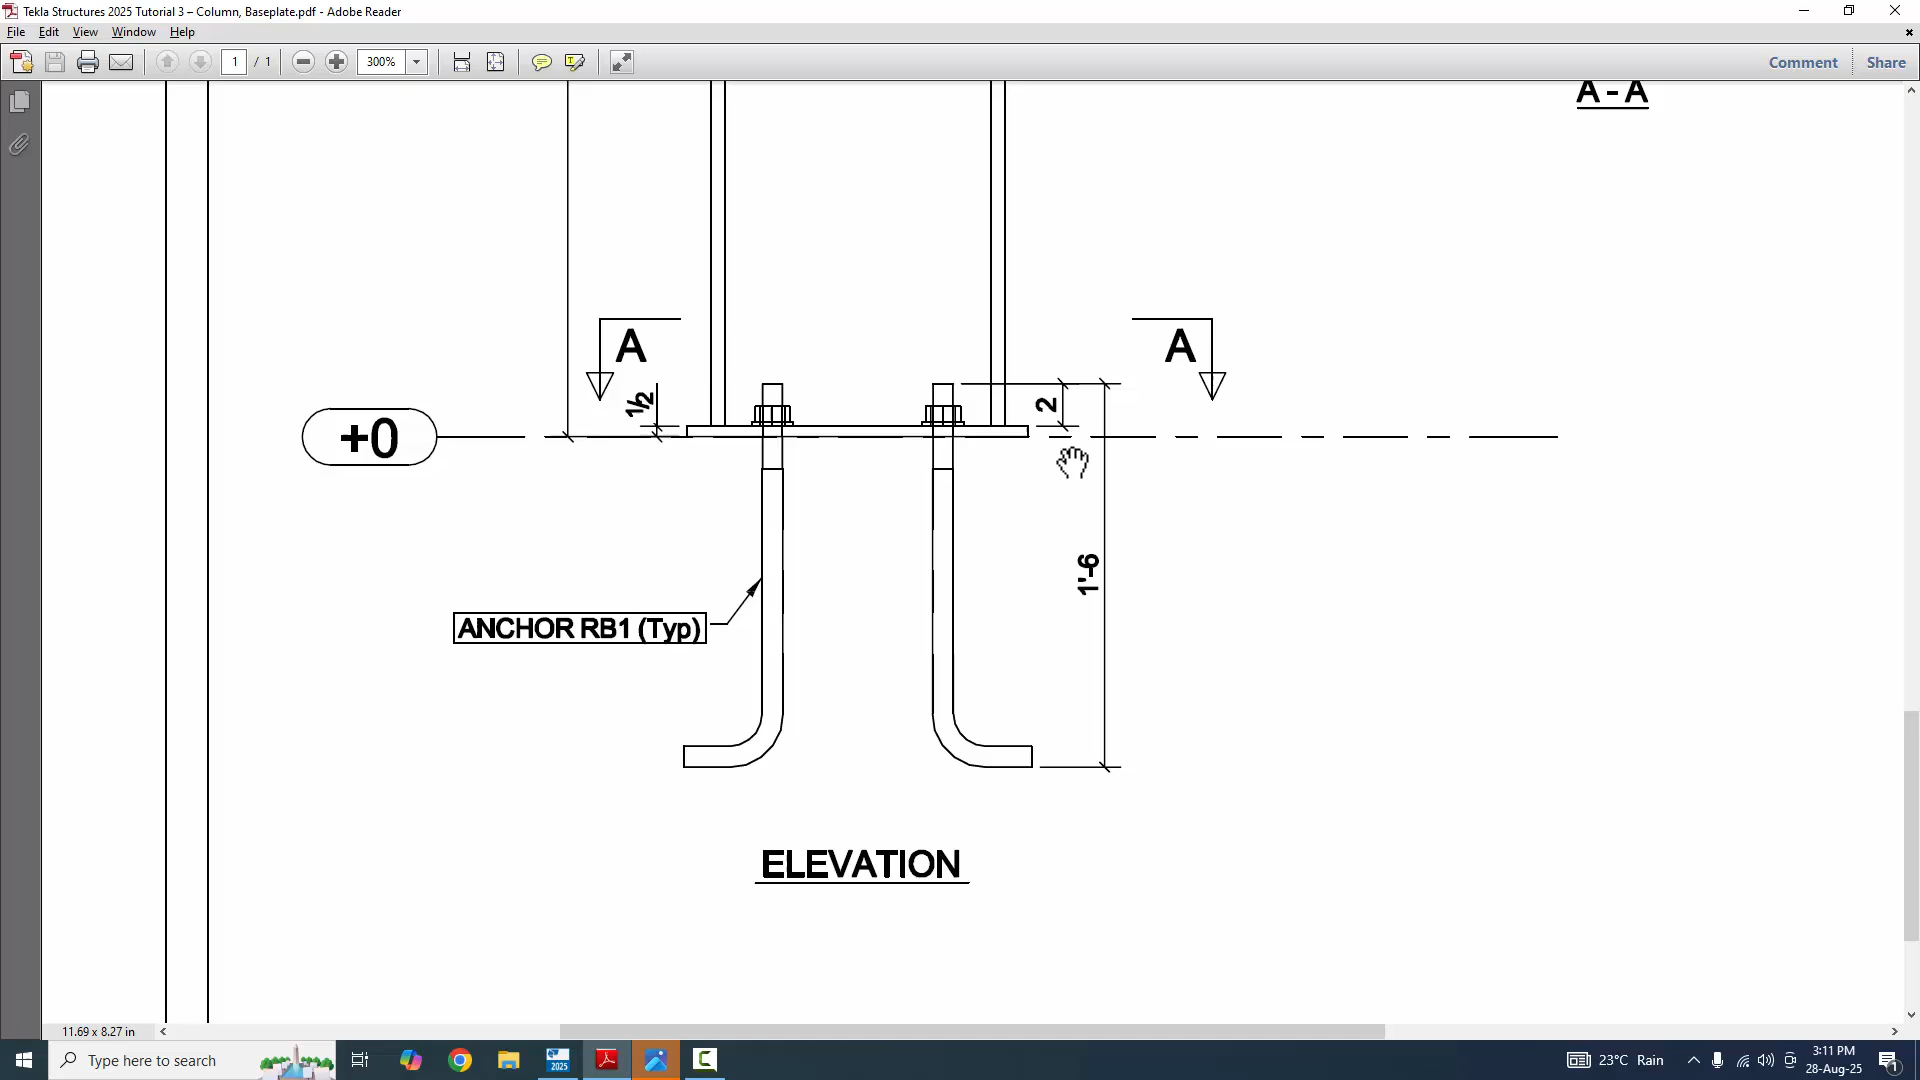 Tekla Structures 2025 Tutorial 3 – Column, Baseplate.pdf - Adobe Reader
File Edit View Window Help
1 / 1 300% Comment Share
A - A
A A
1/2 2
+0
1'-6
ANCHOR RB1 (Typ)
ELEVATION
11.69 x 8.27 in
Type here to search
2025
23°C Rain
3:11 PM
28-Aug-25
1